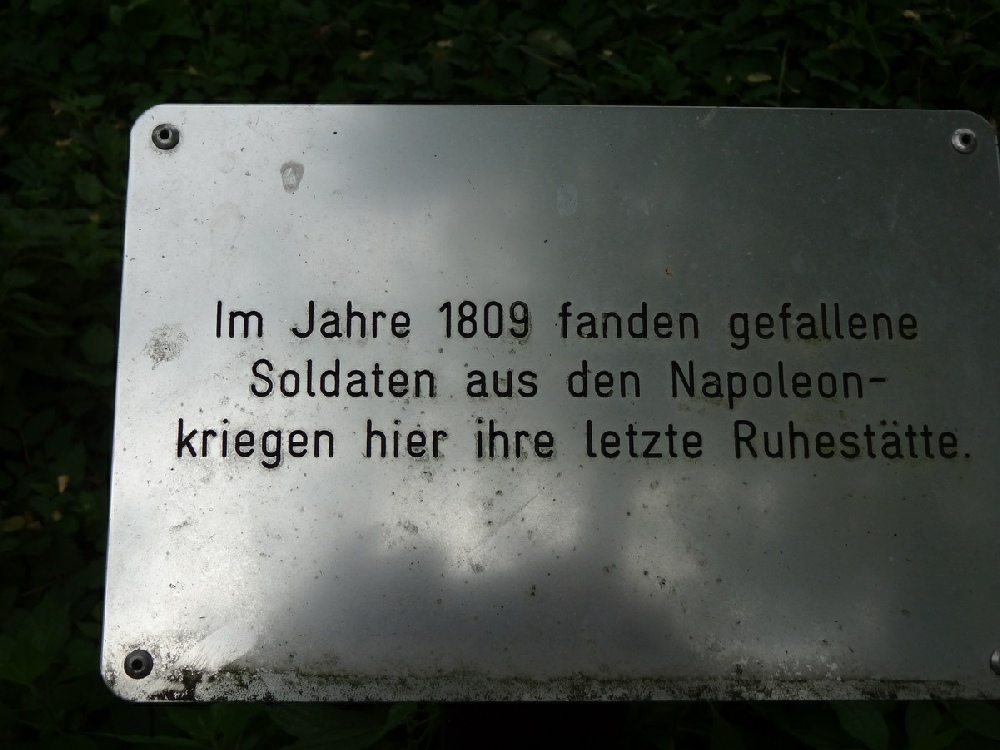 Im Jahre 1809 fanden gefallene
Soldaten aus den Napoleon-
kriegen hier ihre letzte Ruhestätte.